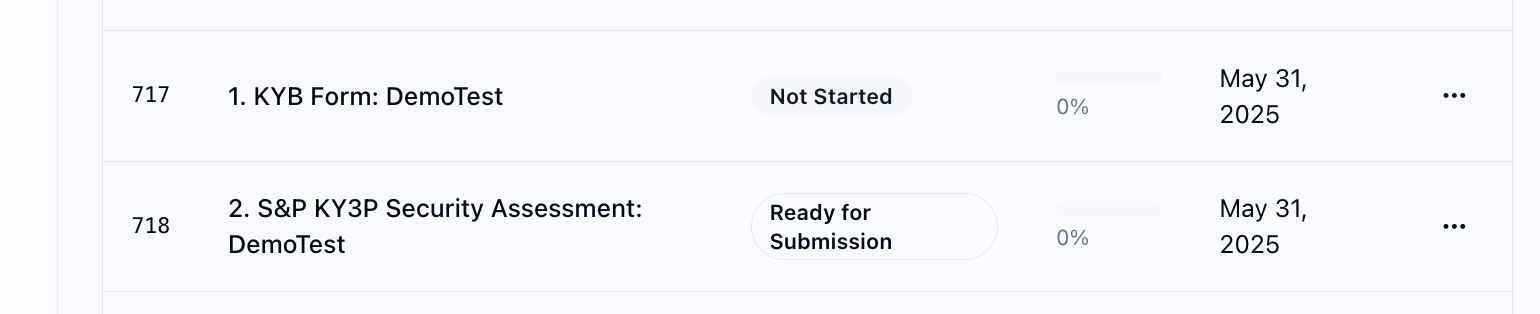 717
1. KYB Form: DemoTest
Not Started
0%
May 31,
2025
718
2. S&P KY3P Security Assessment:
DemoTest
Ready for
Submission
0%
May 31,
2025